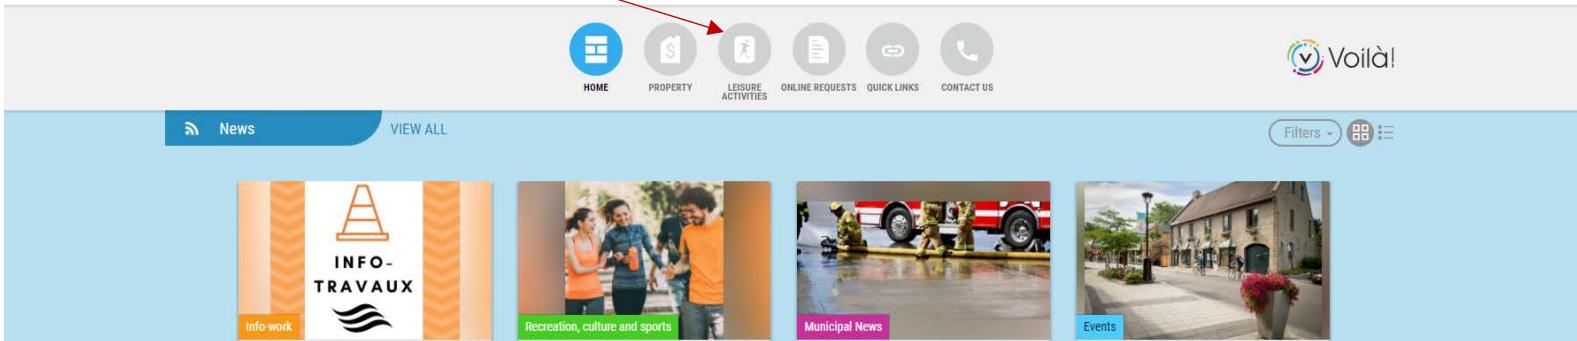 HOME
PROPERTY
LEISURE
ACTIVITIES
ONLINE REQUESTS
QUICK LINKS
CONTACT US
Voilà!
News
VIEW ALL
Filters
INFO-
TRAVAUX
Info-work
Recreation, culture and sports
Municipal News
Events